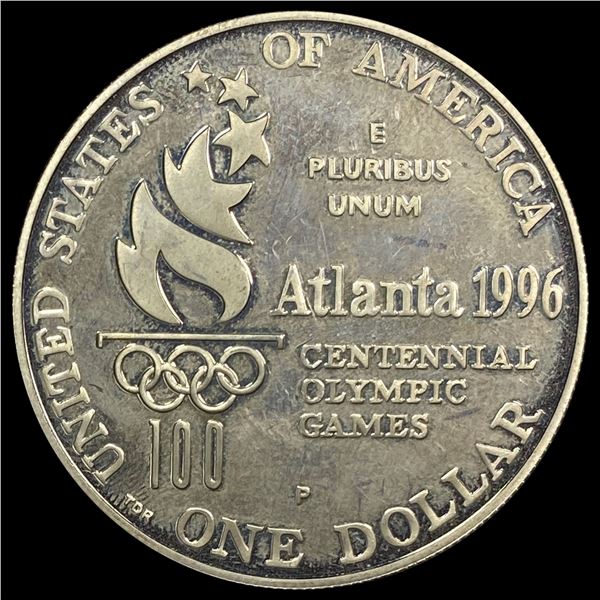 UNITED STATES OF AMERICA
E
PLURIBUS
UNUM
Atlanta 1996
CENTENNIAL
OLYMPIC
GAMES
100
P
TDR
ONE DOLLAR